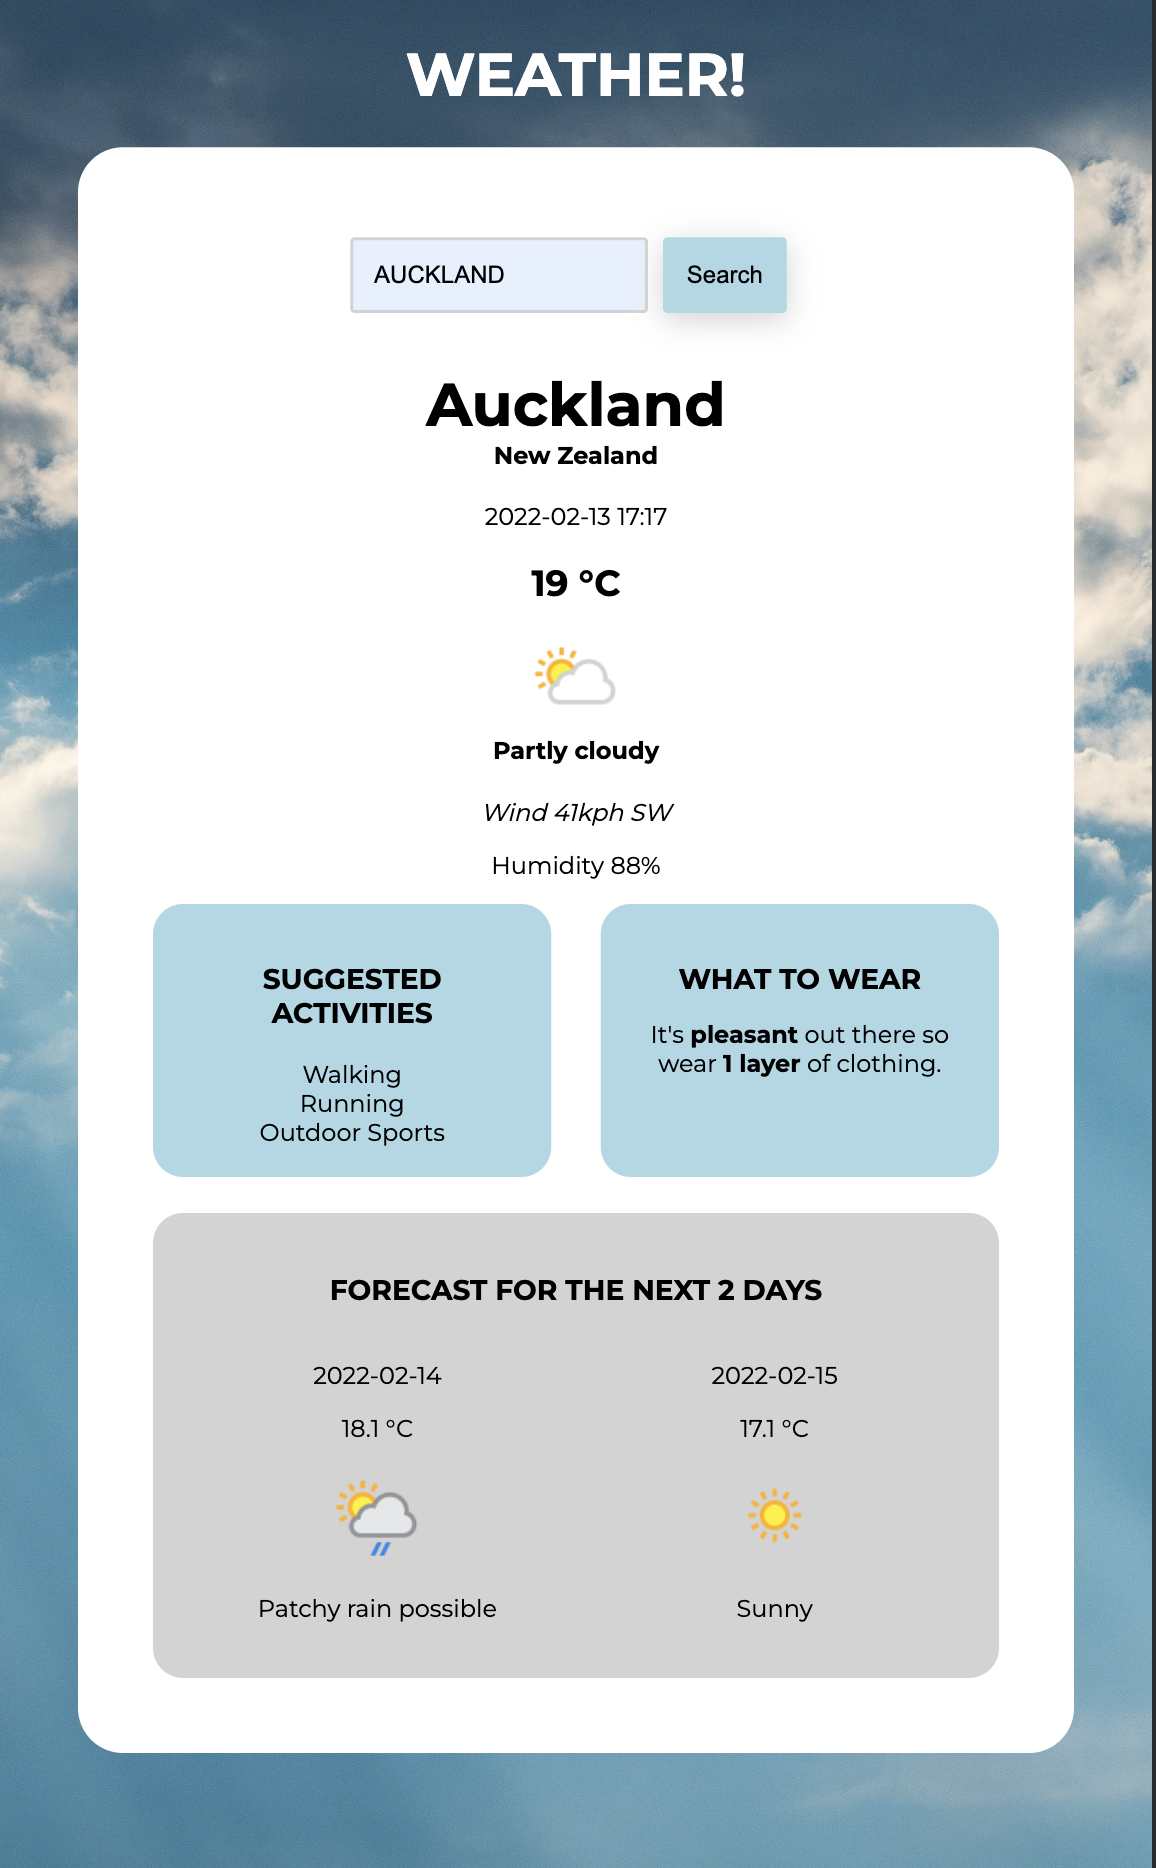 WEATHER!
AUCKLAND
Search
Auckland
New Zealand
2022-02-13 17:17
19 °C
Partly cloudy
Wind 41kph SW
Humidity 88%
SUGGESTED
ACTIVITIES
Walking
Running
Outdoor Sports
WHAT TO WEAR
It's pleasant out there so
wear 1 layer of clothing.
FORECAST FOR THE NEXT 2 DAYS
2022-02-14
18.1 °C
Patchy rain possible
2022-02-15
17.1 °C
Sunny